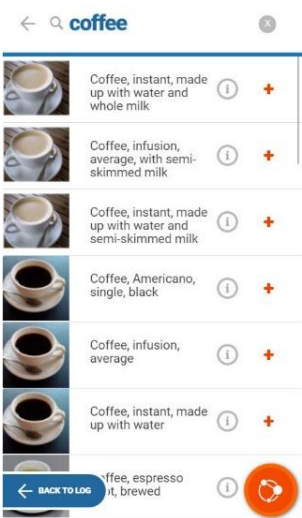 coffee
Coffee, instant, made
up with water and
whole milk
Coffee, infusion,
average, with semi-
skimmed milk
Coffee, instant, made
up with water and
semi-skimmed milk
Coffee, Americano,
single, black
Coffee, infusion,
average
Coffee, instant, made
up with water
espresso
BACK TO LOG
brewed